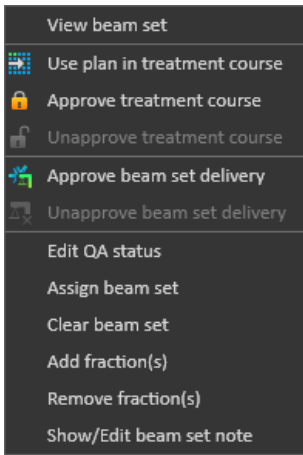 View beam set
Use plan in treatment course
Approve treatment course
Unapprove treatment course
Approve beam set delivery
Unapprove beam set delivery
Edit QA status
Assign beam set
Clear beam set
Add fraction(s)
Remove fraction(s)
Show/Edit beam set note